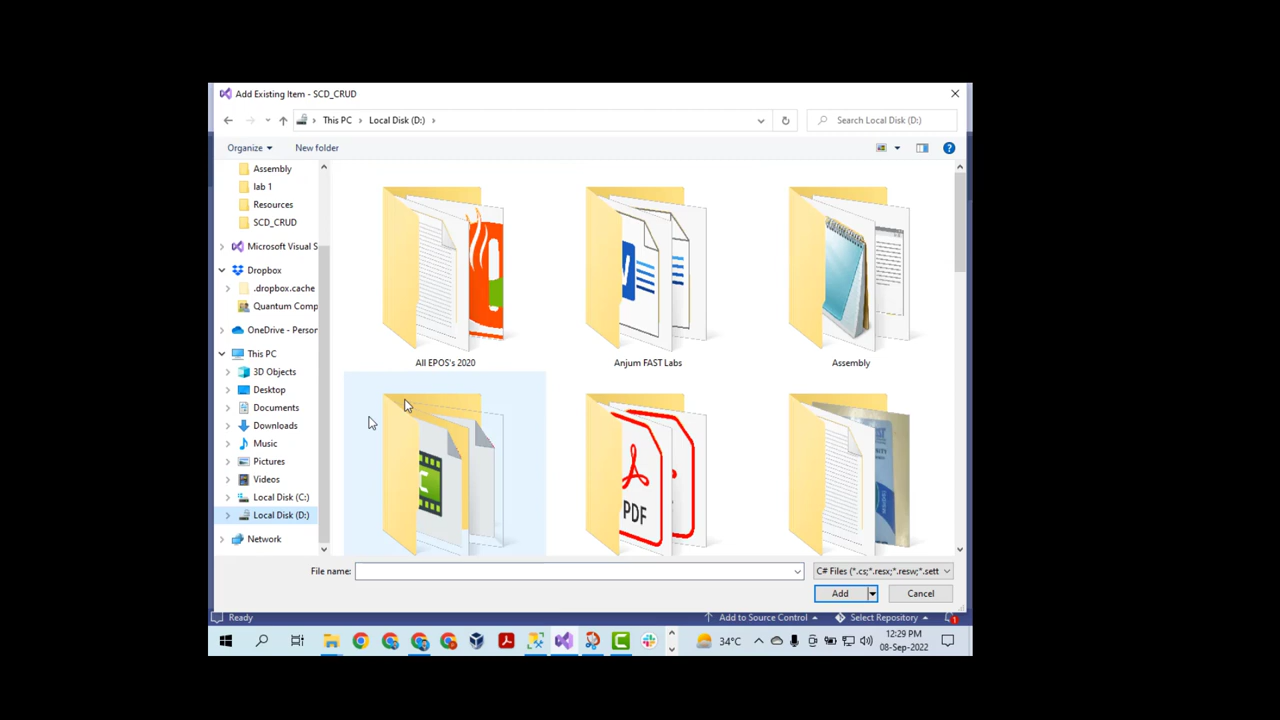 Add Existing Item - SCD_CRUD
This PC
Local Disk (D:)
Search Local Disk (D:)
Organize
New folder
Assembly
lab 1
Resources
SCD_CRUD
Microsoft Visual S
Dropbox
.dropbox.cache
Quantum Comp
OneDrive - Person
This PC
3D Objects
Desktop
Documents
Downloads
Music
Pictures
Videos
Local Disk (C:)
Local Disk (D:)
Network
All EPOS's 2020
Anjum FAST Labs
Assembly
PDF
File name:
C# Files (*.cs;*.resx;*.resw;*.sett
Add
Cancel
Ready
Add to Source Control
Select Repository
1
34°C
12:29 PM
08-Sep-2022